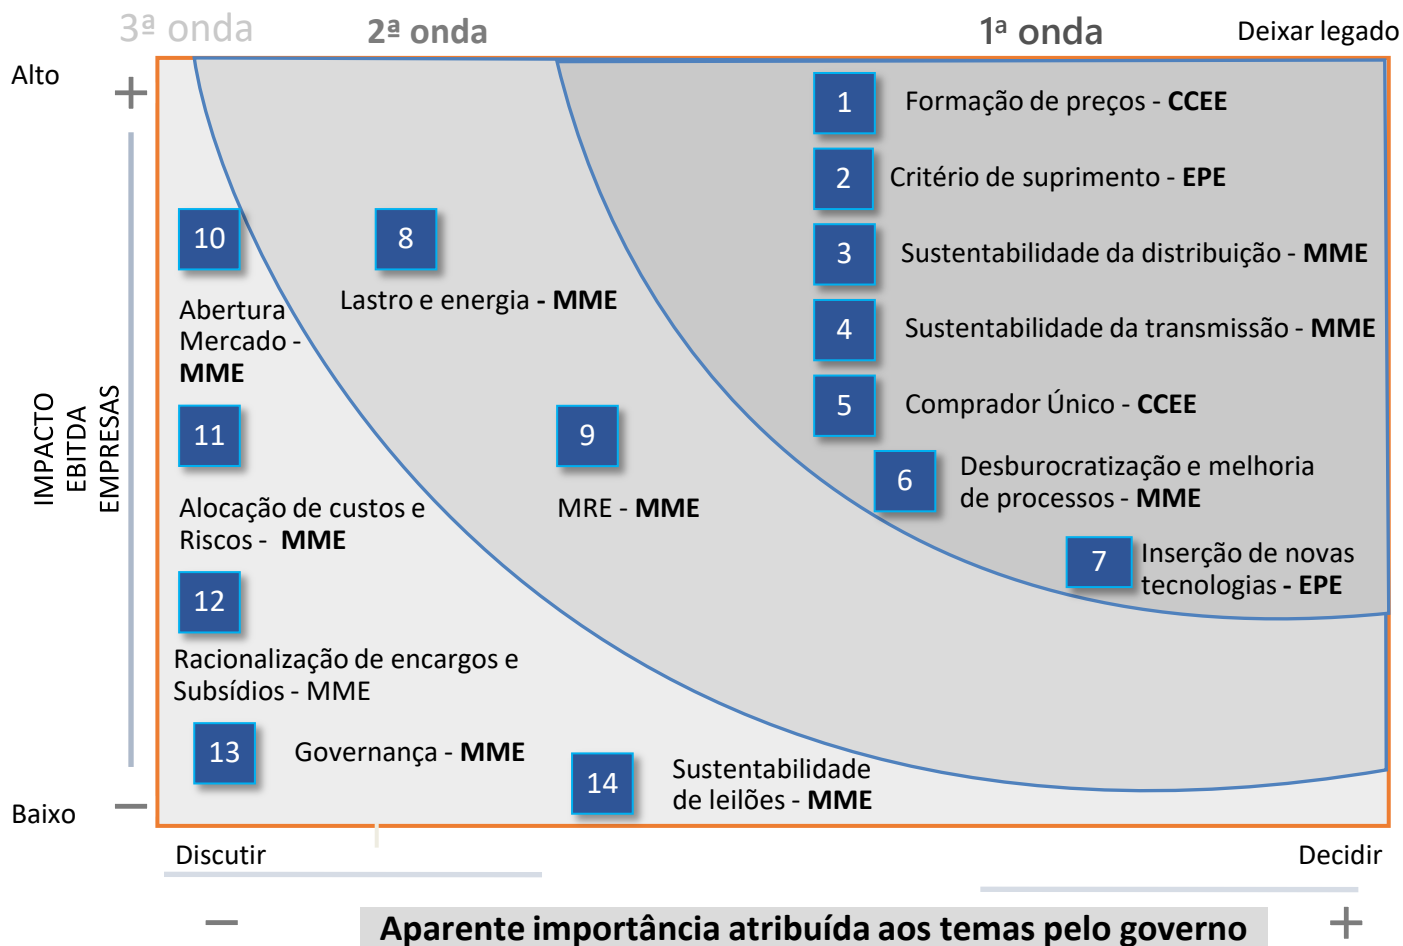 3ª onda
2ª onda
1ª onda
Deixar legado
Alto
+
1
Formação de preços - CCEE
2
Critério de suprimento - EPE
3
Sustentabilidade da distribuição - MME
4
Sustentabilidade da transmissão - MME
5
Comprador Único - CCEE
6
Desburocratização e melhoria
de processos - MME
7
Inserção de novas
tecnologias - EPE
8
Lastro e energia - MME
9
MRE - MME
10
Abertura
Mercado -
MME
11
Alocação de custos e
Riscos - MME
12
Racionalização de encargos e
Subsídios - MME
13
Governança - MME
14
Sustentabilidade
de leilões - MME
IMPACTO
EBITDA
EMPRESAS
−
Baixo
Discutir
Decidir
−
Aparente importância atribuída aos temas pelo governo
+